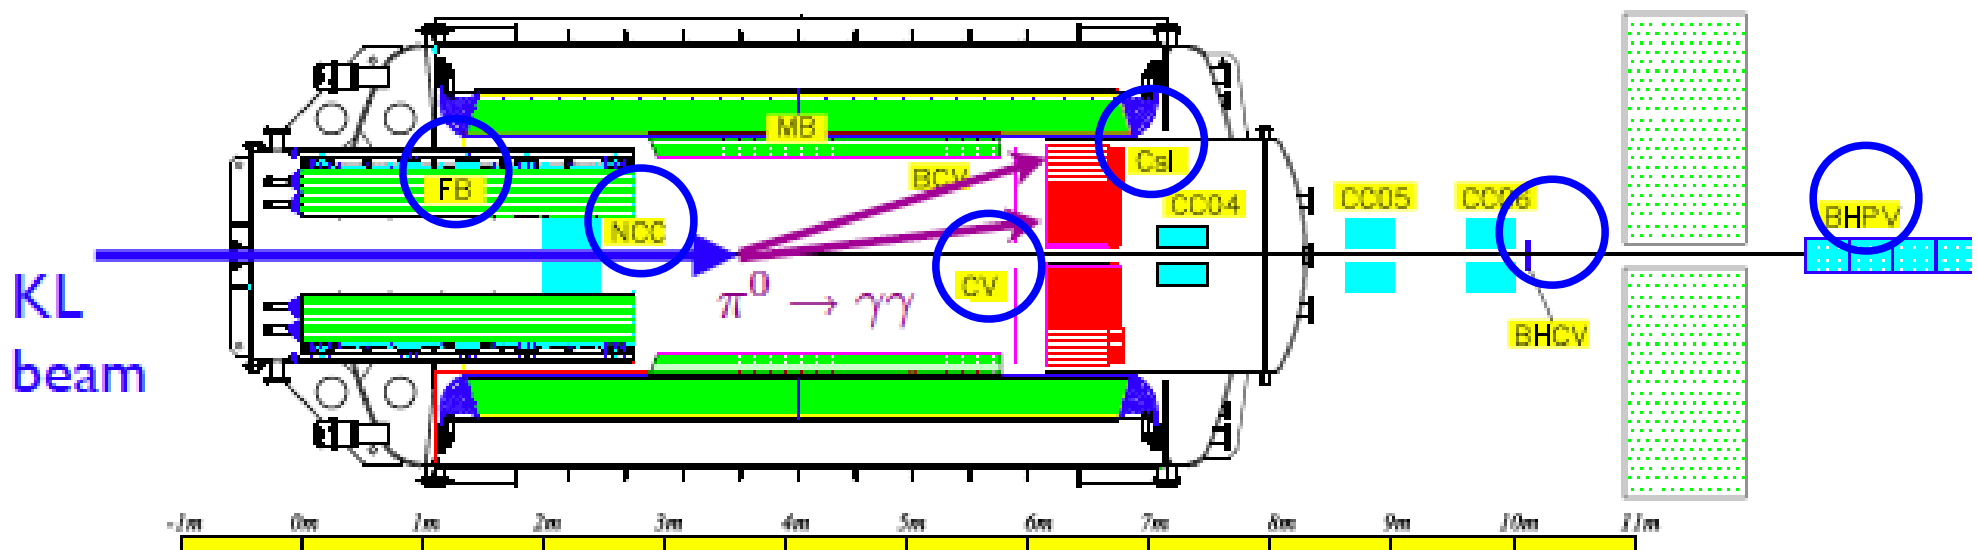 MB
FB
NCC
BCV
CsI
CC04
CC05
CC06
BHPV
KL
beam
π⁰ → γγ
CV
BHCV
-1m 0m 1m 2m 3m 4m 5m 6m 7m 8m 9m 10m 11m